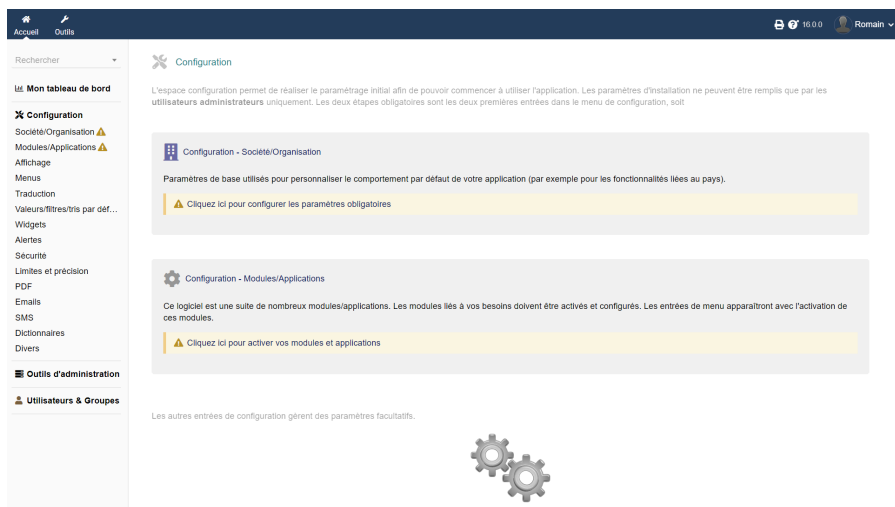 Accueil Outils 16.0.0 Romain
Rechercher
Mon tableau de bord
Configuration
Société/Organisation
Modules/Applications
Affichage
Menus
Traduction
Valeurs/filtres/tris par déf…
Widgets
Alertes
Sécurité
Limites et précision
PDF
Emails
SMS
Dictionnaires
Divers
Outils d'administration
Utilisateurs & Groupes
Configuration
L'espace configuration permet de réaliser le paramètrage initial afin de pouvoir commencer à utiliser l'application. Les paramètres d'installation ne peuvent être remplis que par les
utilisateurs administrateurs uniquement. Les deux étapes obligatoires sont les deux premières entrées dans le menu de configuration, soit
Configuration - Société/Organisation
Paramètres de base utilisés pour personnaliser le comportement par défaut de votre application (par exemple pour les fonctionnalités liées au pays).
Cliquez ici pour configurer les paramètres obligatoires
Configuration - Modules/Applications
Ce logiciel est une suite de nombreux modules/applications. Les modules liés à vos besoins doivent être activés et configurés. Les entrées de menu apparaîtront avec l'activation de
ces modules.
Cliquez ici pour activer vos modules et applications
Les autres entrées de configuration gèrent des paramètres facultatifs.